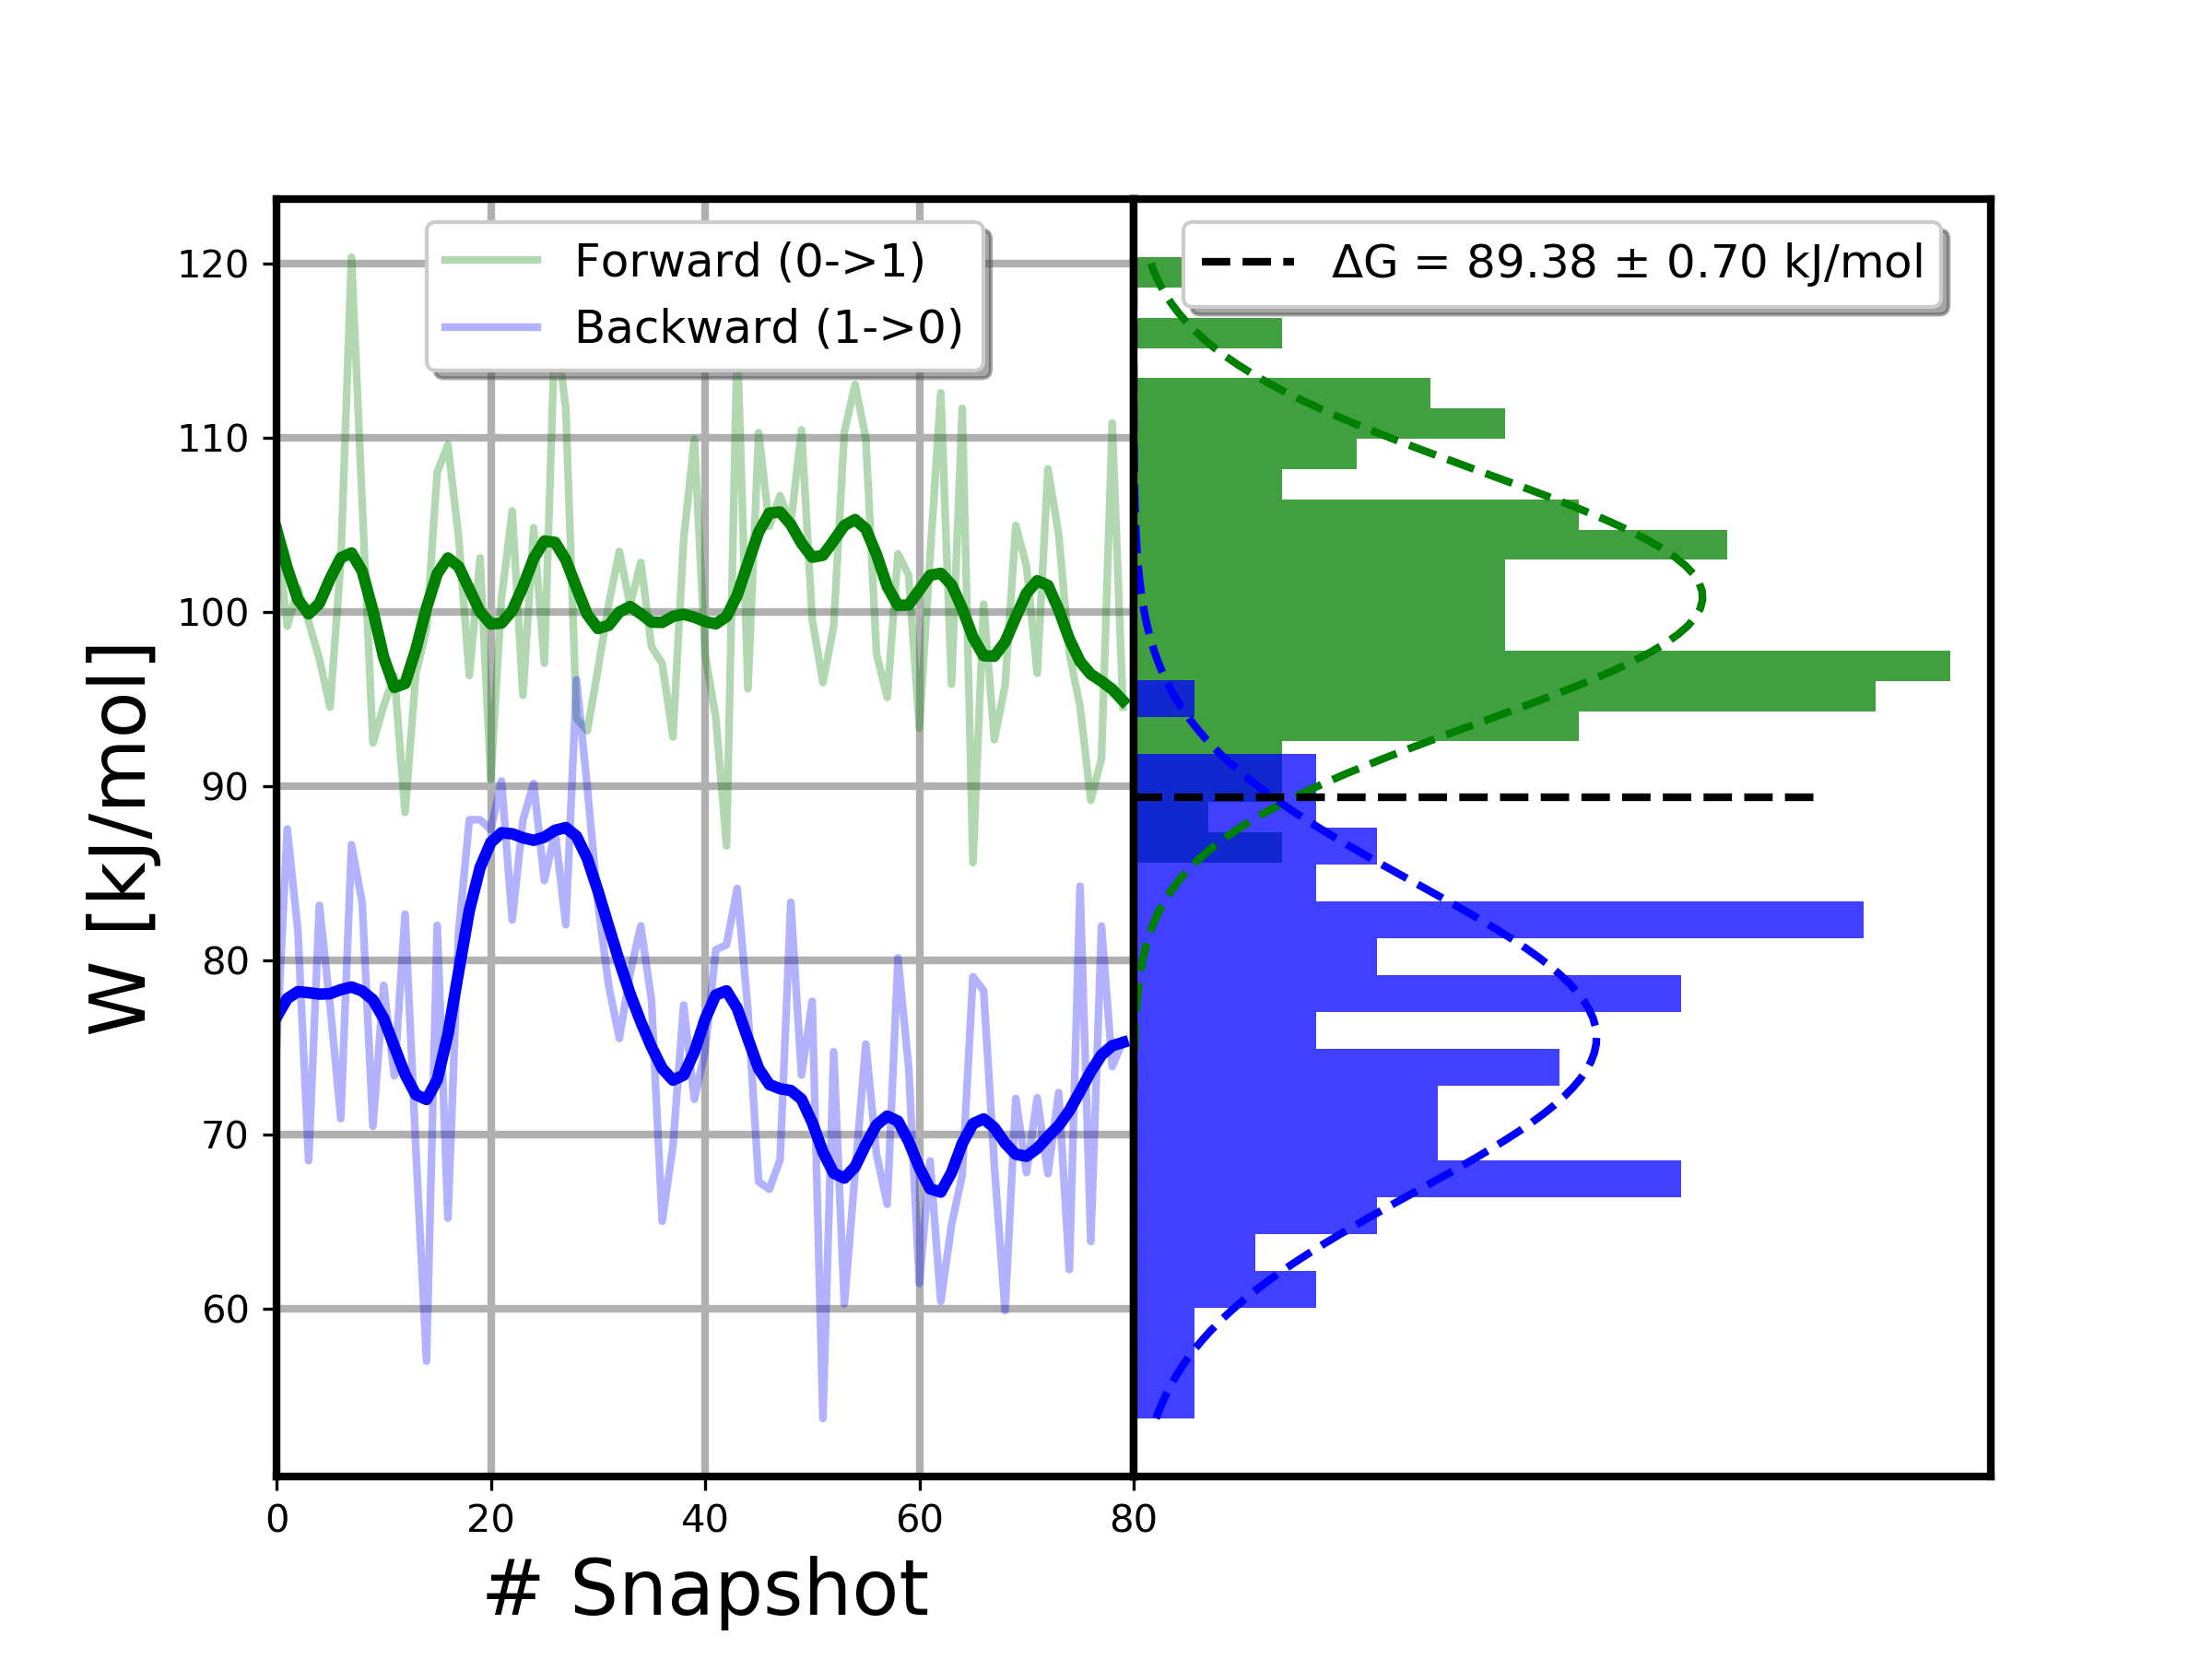 Forward (0->1)
Backward (1->0)
ΔG = 89.38 ± 0.70 kJ/mol
120
110
100
90
80
70
60
W [kJ/mol]
0
20
40
60
80
# Snapshot